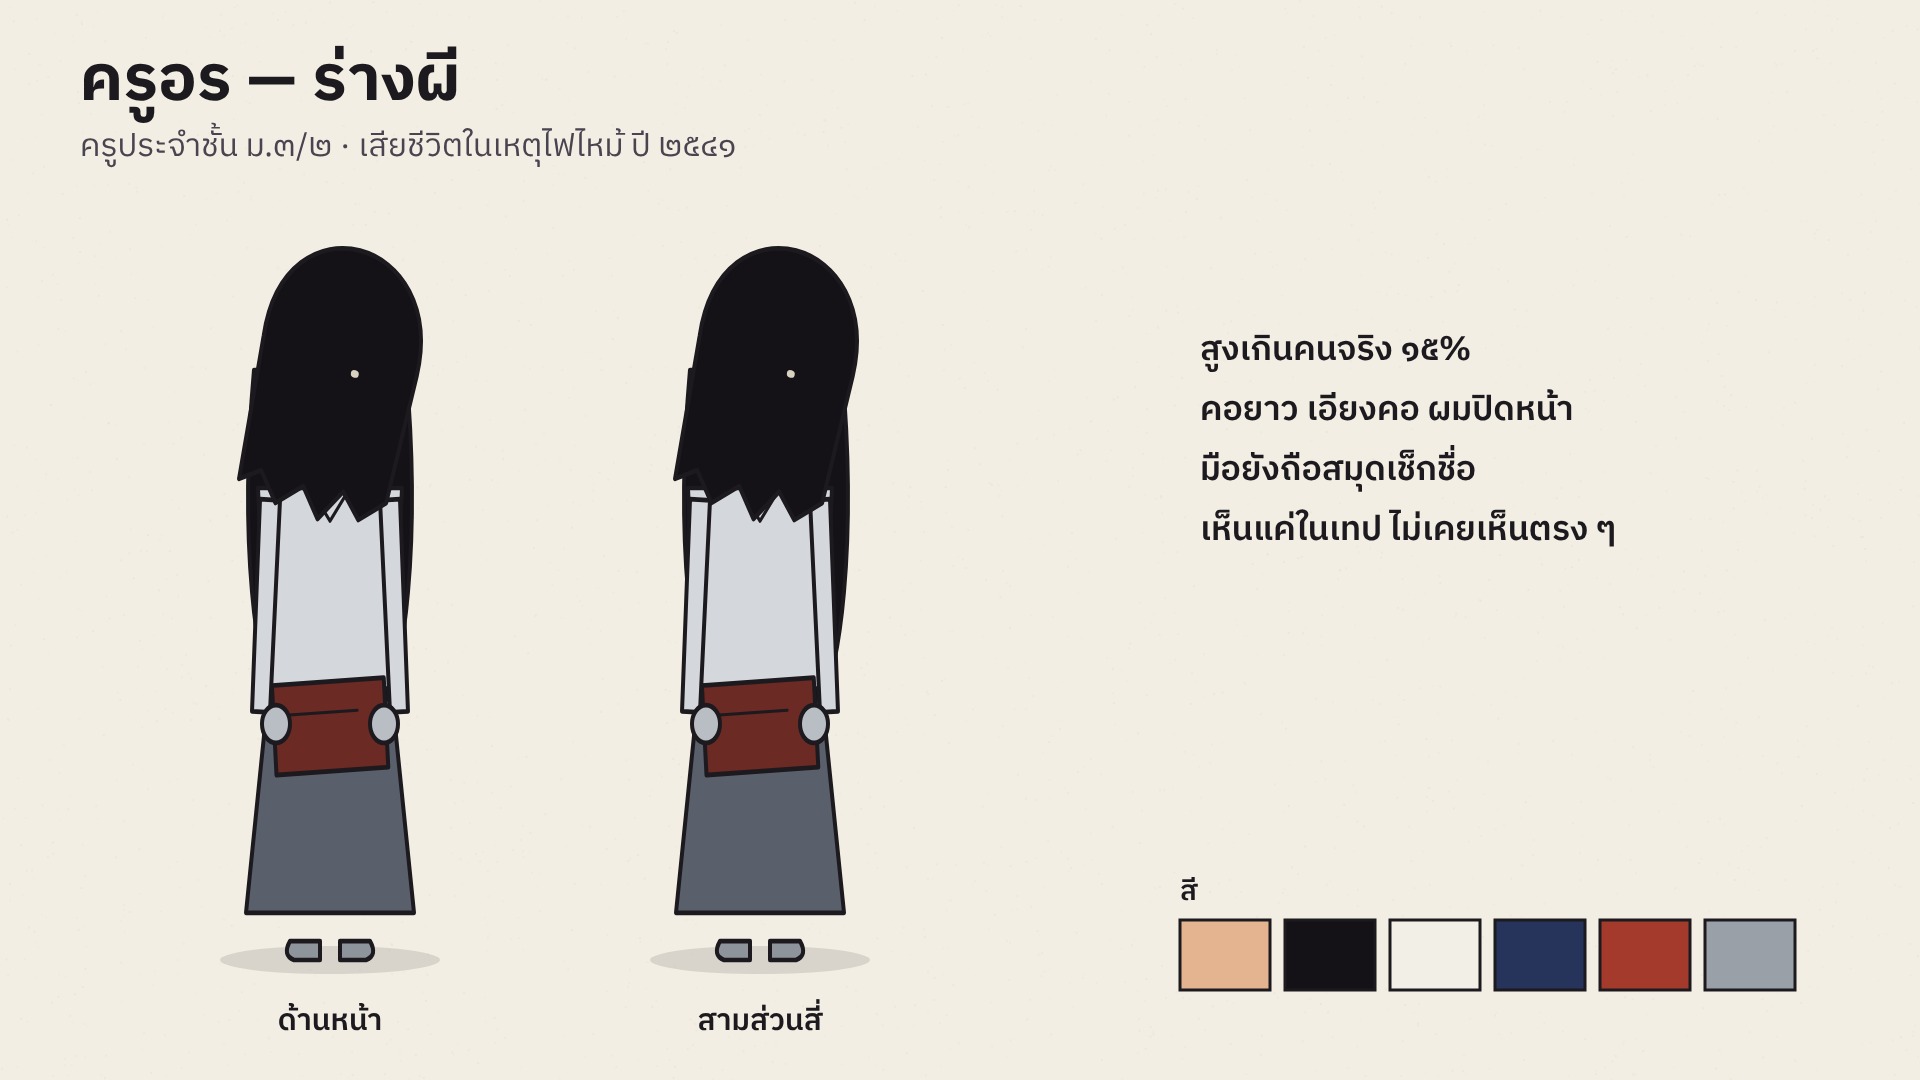 ครูอร — ร่างผี
ครูประจำชั้น ม.๓/๒ · เสียชีวิตในเหตุไฟไหม้ ปี ๒๕๔๑
สูงเกินคนจริง ๑๕%
คอยาว เอียงคอ ผมปิดหน้า
มือยังถือสมุดเช็กชื่อ
เห็นแค่ในเทป ไม่เคยเห็นตรง ๆ
สี
ด้านหน้า
สามส่วนสี่